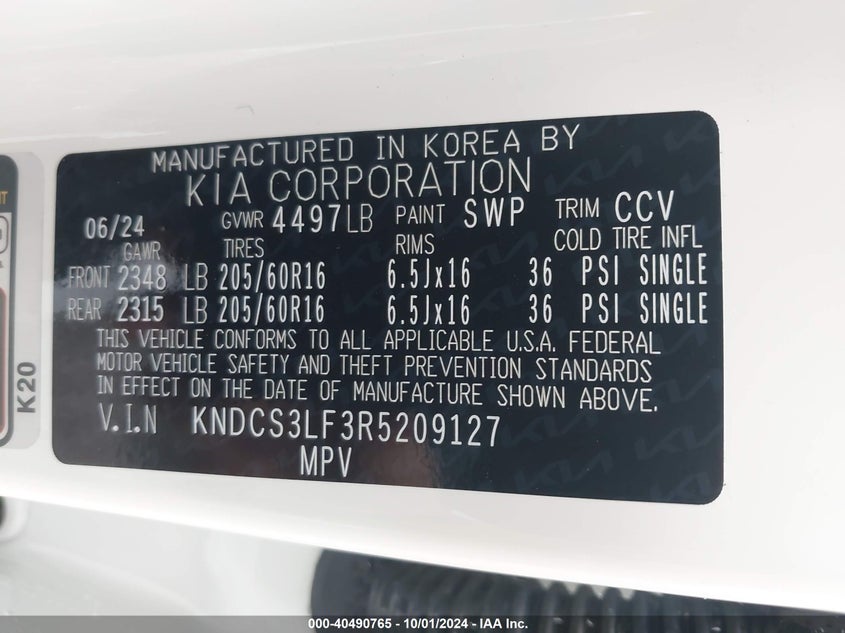 MANUFACTURED IN KOREA BY
KIA CORPORATION
06/24 GVWR 4497LB PAINT SWP TRIM CCV
GAWR TIRES RIMS COLD TIRE INFL
FRONT 2348 LB 205/60R16 6.5Jx16 36 PSI SINGLE
REAR 2315 LB 205/60R16 6.5Jx16 36 PSI SINGLE
THIS VEHICLE CONFORMS TO ALL APPLICABLE U.S.A. FEDERAL
MOTOR VEHICLE SAFETY AND THEFT PREVENTION STANDARDS
IN EFFECT ON THE DATE OF MANUFACTURE SHOWN ABOVE.
V.I.N KNDCS3LF3R5209127
MPV
K20
000-40490765 - 10/01/2024 - IAA Inc.